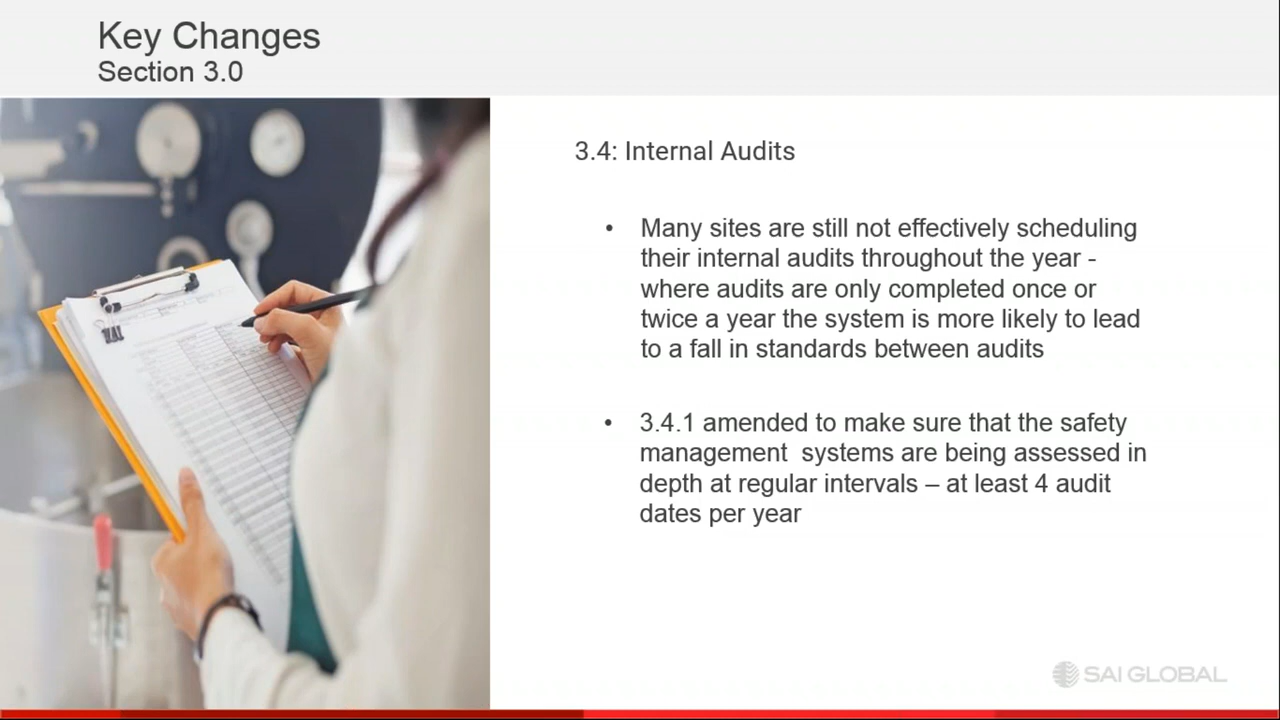 Key Changes
Section 3.0
3.4: Internal Audits
• Many sites are still not effectively scheduling
their internal audits throughout the year -
where audits are only completed once or
twice a year the system is more likely to lead
to a fall in standards between audits
• 3.4.1 amended to make sure that the safety
management  systems are being assessed in
depth at regular intervals – at least 4 audit
dates per year
SAI GLOBAL